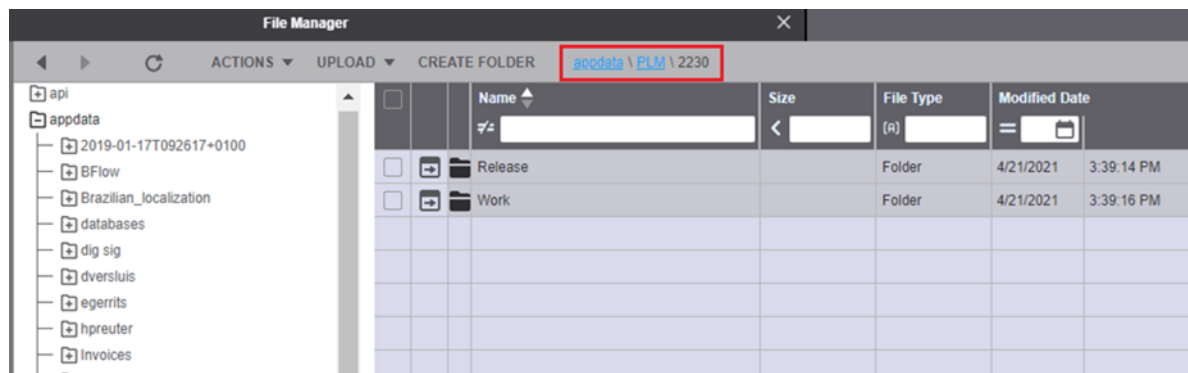 File Manager
ACTIONS UPLOAD CREATE FOLDER appdata \ PLM \ 2230
api
appdata
2019-01-17T092617+0100
BFlow
Brazilian_localization
databases
dig sig
dversluis
egerrits
hpreuter
Invoices
Name Size File Type Modified Date
Release Folder 4/21/2021 3:39:14 PM
Work Folder 4/21/2021 3:39:16 PM